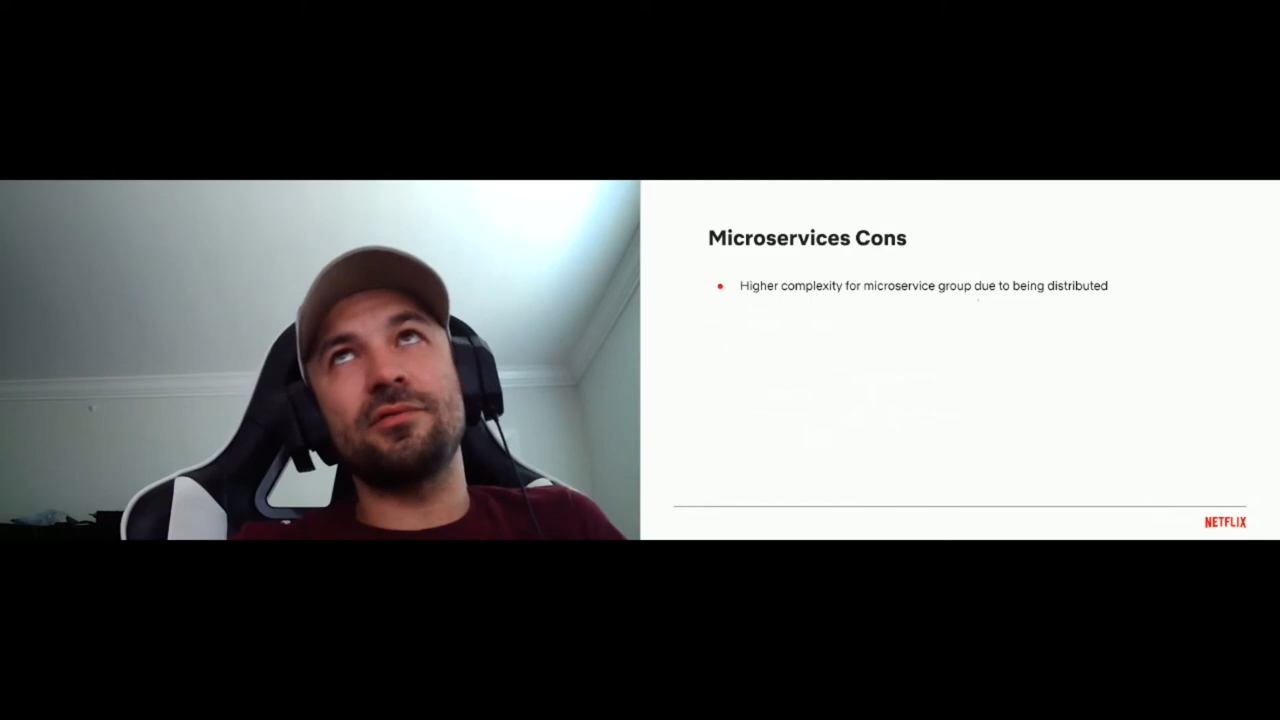 Microservices Cons
Higher complexity for microservice group due to being distributed
NETFLIX